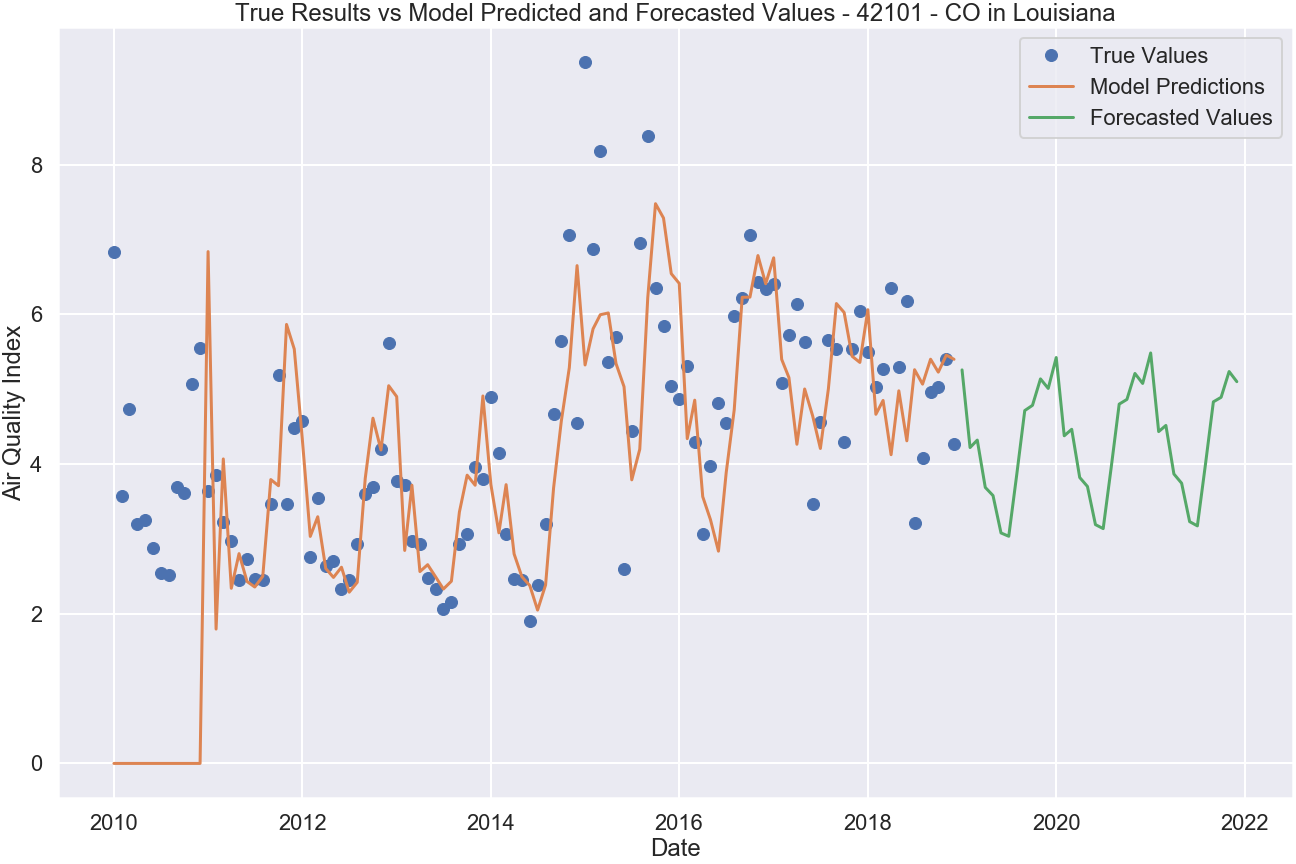 True Results vs Model Predicted and Forecasted Values - 42101 - CO in Louisiana
True Values
Model Predictions
Forecasted Values
Air Quality Index
8
6
4
2
0
2010 2012 2014 2016 2018 2020 2022
Date